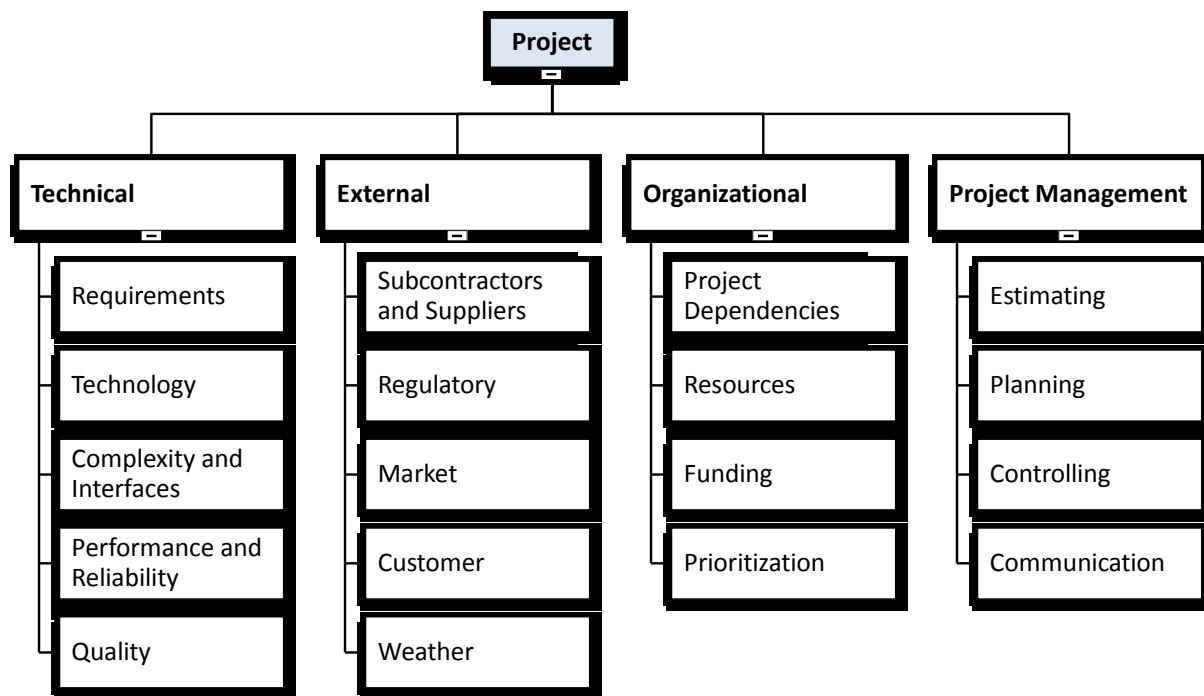 Project
Technical
Requirements
Technology
Complexity and
Interfaces
Performance and
Reliability
Quality
External
Subcontractors
and Suppliers
Regulatory
Market
Customer
Weather
Organizational
Project
Dependencies
Resources
Funding
Prioritization
Project Management
Estimating
Planning
Controlling
Communication